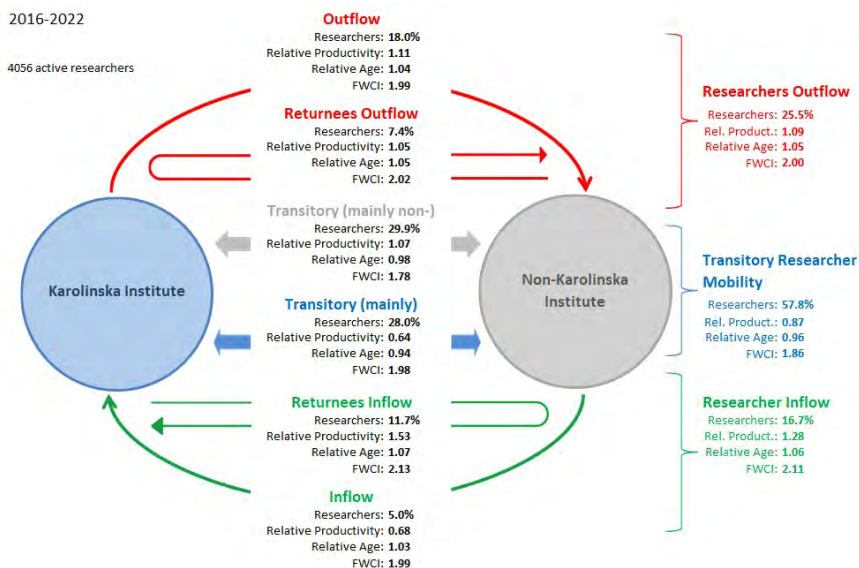 2016-2022
4056 active researchers
Outflow
Researchers: 18.0%
Relative Productivity: 1.11
Relative Age: 1.04
FWCI: 1.99
Returnees Outflow
Researchers: 7.4%
Relative Productivity: 1.05
Relative Age: 1.05
FWCI: 2.02
Transitory (mainly non-)
Researchers: 29.9%
Relative Productivity: 1.07
Relative Age: 0.98
FWCI: 1.78
Karolinska Institute
Non-Karolinska
Institute
Transitory (mainly)
Researchers: 28.0%
Relative Productivity: 0.64
Relative Age: 0.94
FWCI: 1.98
Returnees Inflow
Researchers: 11.7%
Relative Productivity: 1.53
Relative Age: 1.07
FWCI: 2.13
Inflow
Researchers: 5.0%
Relative Productivity: 0.68
Relative Age: 1.03
FWCI: 1.99
Researchers Outflow
Researchers: 25.5%
Rel. Product.: 1.09
Relative Age: 1.05
FWCI: 2.00
Transitory Researcher
Mobility
Researchers: 57.8%
Rel. Product.: 0.87
Relative Age: 0.96
FWCI: 1.86
Researcher Inflow
Researchers: 16.7%
Rel. Product.: 1.28
Relative Age: 1.06
FWCI: 2.11